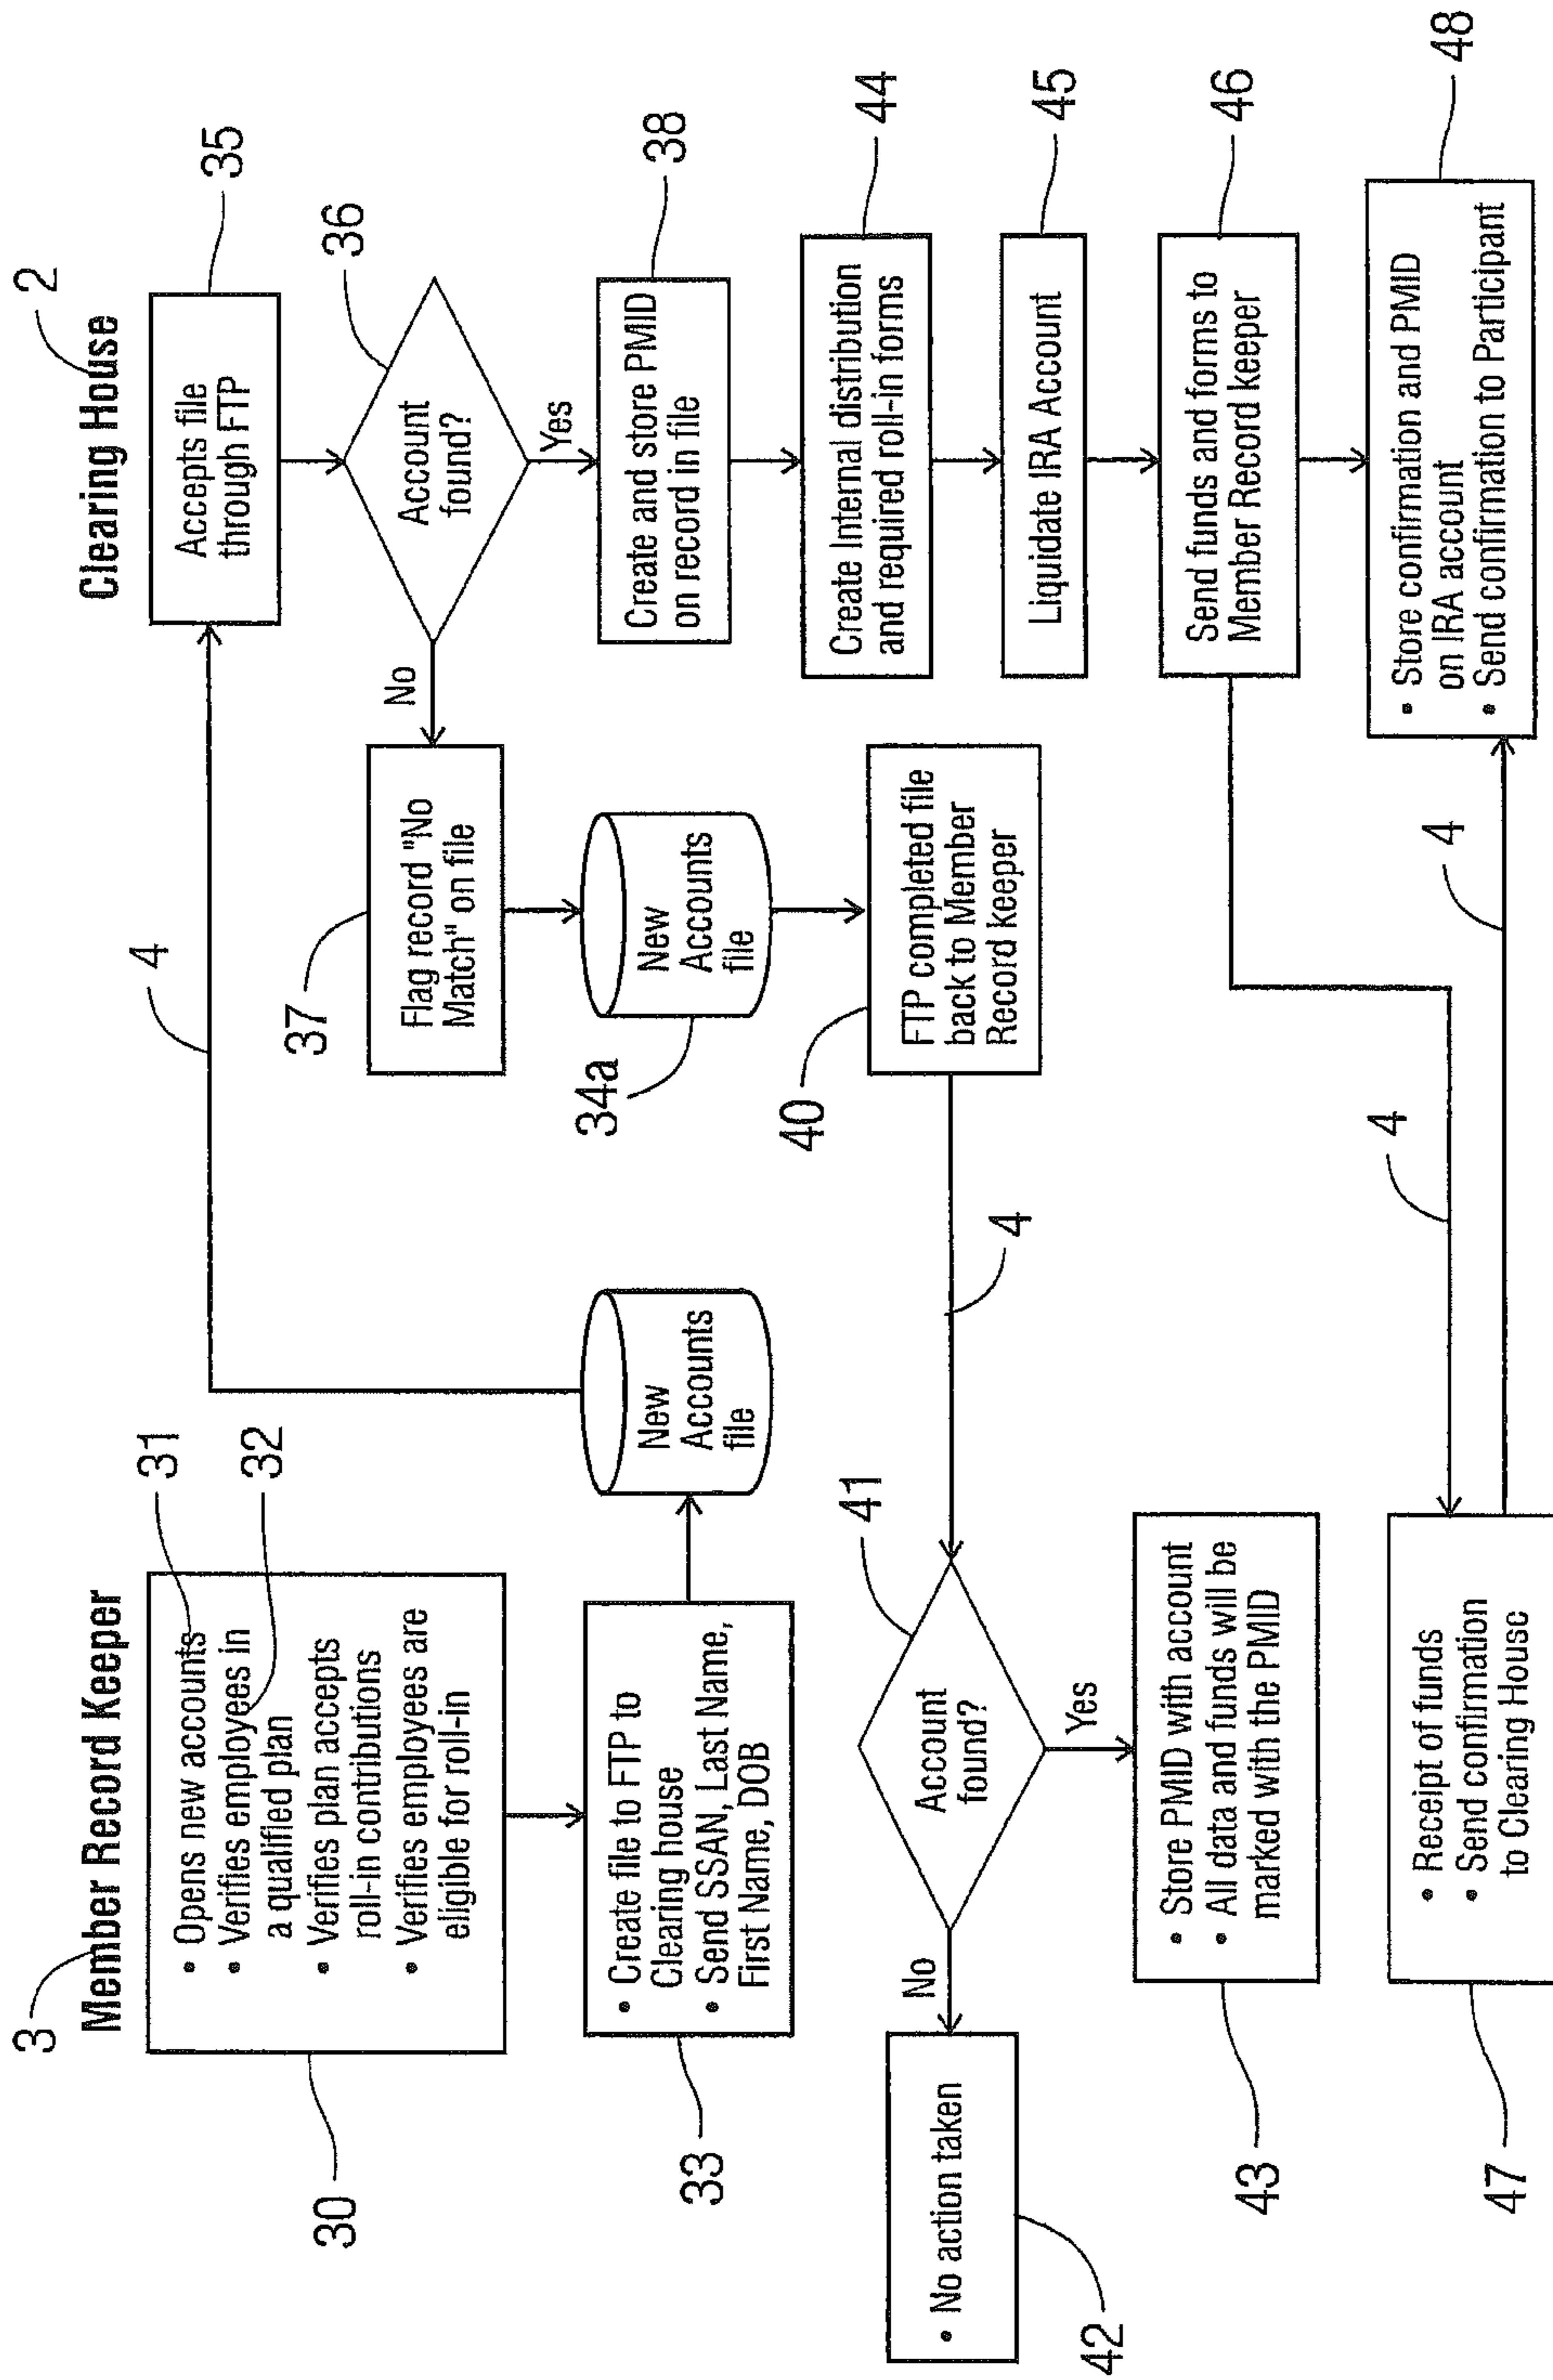 3
Member Record Keeper
• Opens new accounts
• Verifies employees in
a qualified plan
• Verifies plan accepts
roll-in contributions
• Verifies employees are
eligible for roll-in
31
32
30
• Create file to FTP to
Clearing house
• Send SSAN, Last Name,
First Name, DOB
33
New
Accounts
file
4
Clearing House
2
Accepts file
through FTP
35
Account
found?
36
No
Yes
Flag record "No
Match" on file
37
New
Accounts
file
34a
FTP completed file
back to Member
Record keeper
40
4
Create and store PMID
on record in file
38
Create Internal distribution
and required roll-in forms
44
Liquidate IRA Account
45
Send funds and forms to
Member Record keeper
46
Account
found?
41
No
Yes
• No action taken
42
• Store PMID with account
• All data and funds will be
marked with the PMID
43
4
• Receipt of funds
• Send confirmation
to Clearing House
47
4
• Store confirmation and PMID
on IRA account
• Send confirmation to Participant
48